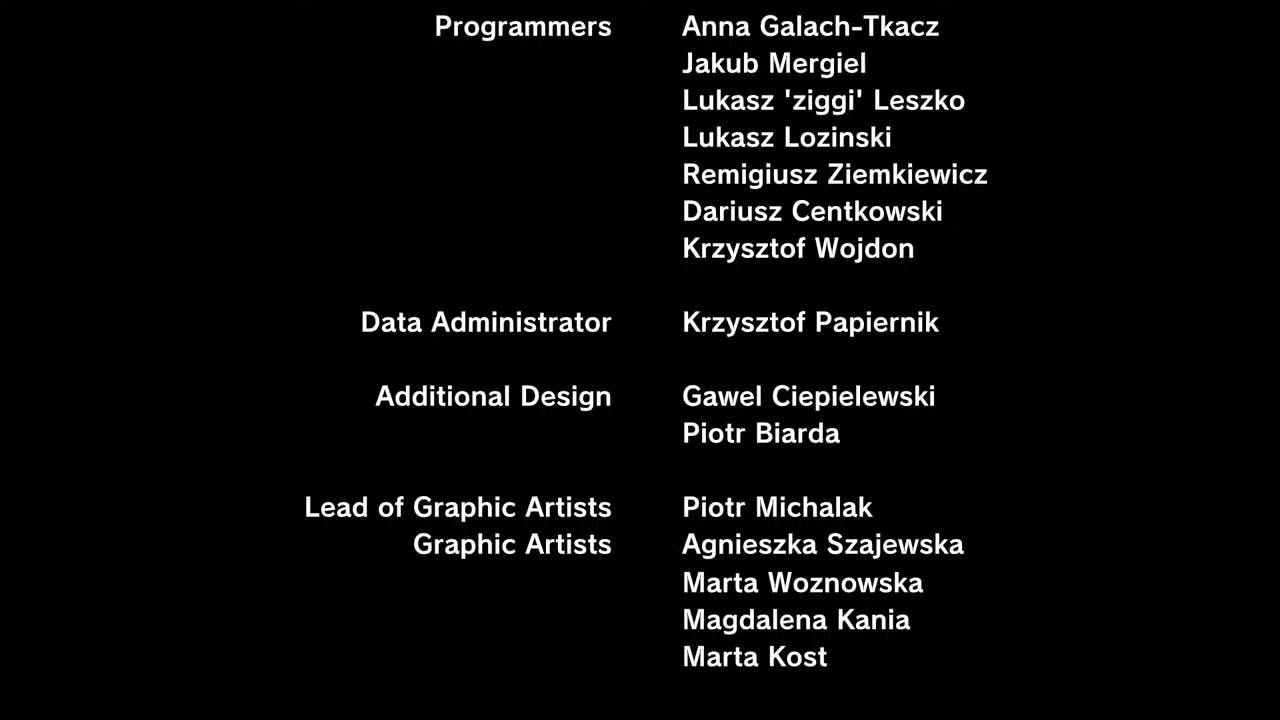 Programmers Anna Galach-Tkacz
Jakub Mergiel
Lukasz 'ziggi' Leszko
Lukasz Lozinski
Remigiusz Ziemkiewicz
Dariusz Centkowski
Krzysztof Wojdon
Data Administrator Krzysztof Papiernik
Additional Design Gawel Ciepielewski
Piotr Biarda
Lead of Graphic Artists Piotr Michalak
Graphic Artists Agnieszka Szajewska
Marta Woznowska
Magdalena Kania
Marta Kost